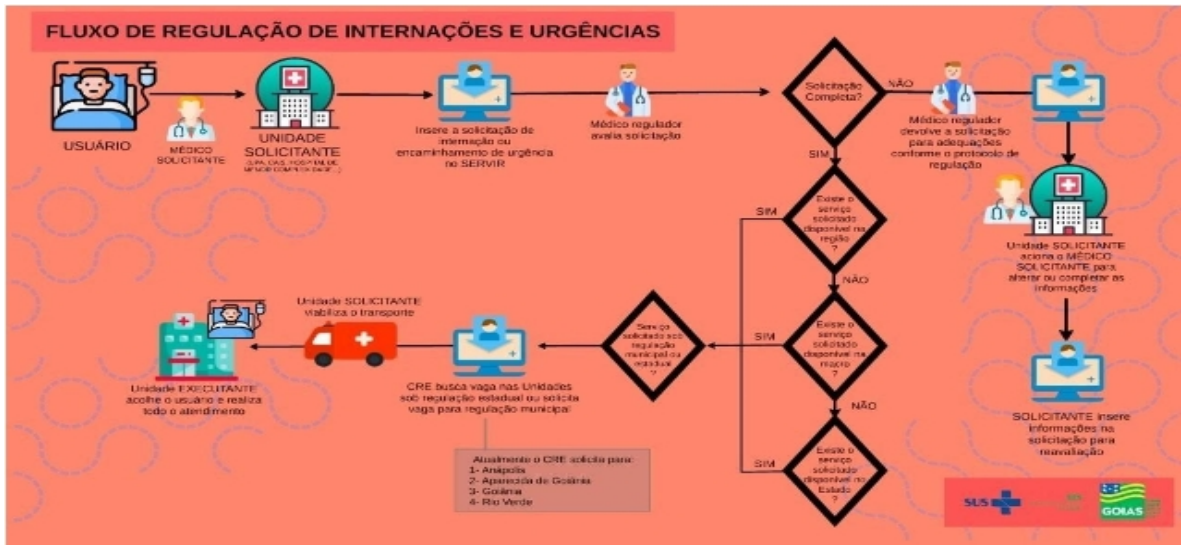 FLUXO DE REGULAÇÃO DE INTERNAÇÕES E URGÊNCIAS
USUÁRIO
MÉDICO
SOLICITANTE
UNIDADE
SOLICITANTE
(UPA, CAIS, HOSPITAL DE
MENOR COMPLEXIDADE...)
Insere a solicitação de
internação ou
encaminhamento de urgência
no SERVIR
Médico regulador
avalia solicitação
Solicitação
Completa?
NÃO
Médico regulador
devolve a solicitação
para adequações
conforme o protocolo de
regulação
SIM
Unidade SOLICITANTE
aciona o MÉDICO
SOLICITANTE para
alterar ou completar as
informações
SOLICITANTE insere
informações na
solicitação para
reavaliação
Existe o
serviço
solicitado
disponível na
região
?
SIM
NÃO
Existe o
serviço
solicitado
disponível na
macro
?
SIM
NÃO
Existe o
serviço
solicitado
disponível no
Estado
?
SIM
Serviço
solicitado sob
regulação
municipal ou
estadual
?
CRE busca vaga nas Unidades
sob regulação estadual ou solicita
vaga para regulação municipal
Atualmente o CRE solicita para:
1- Anápolis
2- Aparecida de Goiânia
3- Goiânia
4- Rio Verde
Unidade SOLICITANTE
viabiliza o transporte
Unidade EXECUTANTE
acolhe o usuário e realiza
todo o atendimento
SUS
GOIÁS